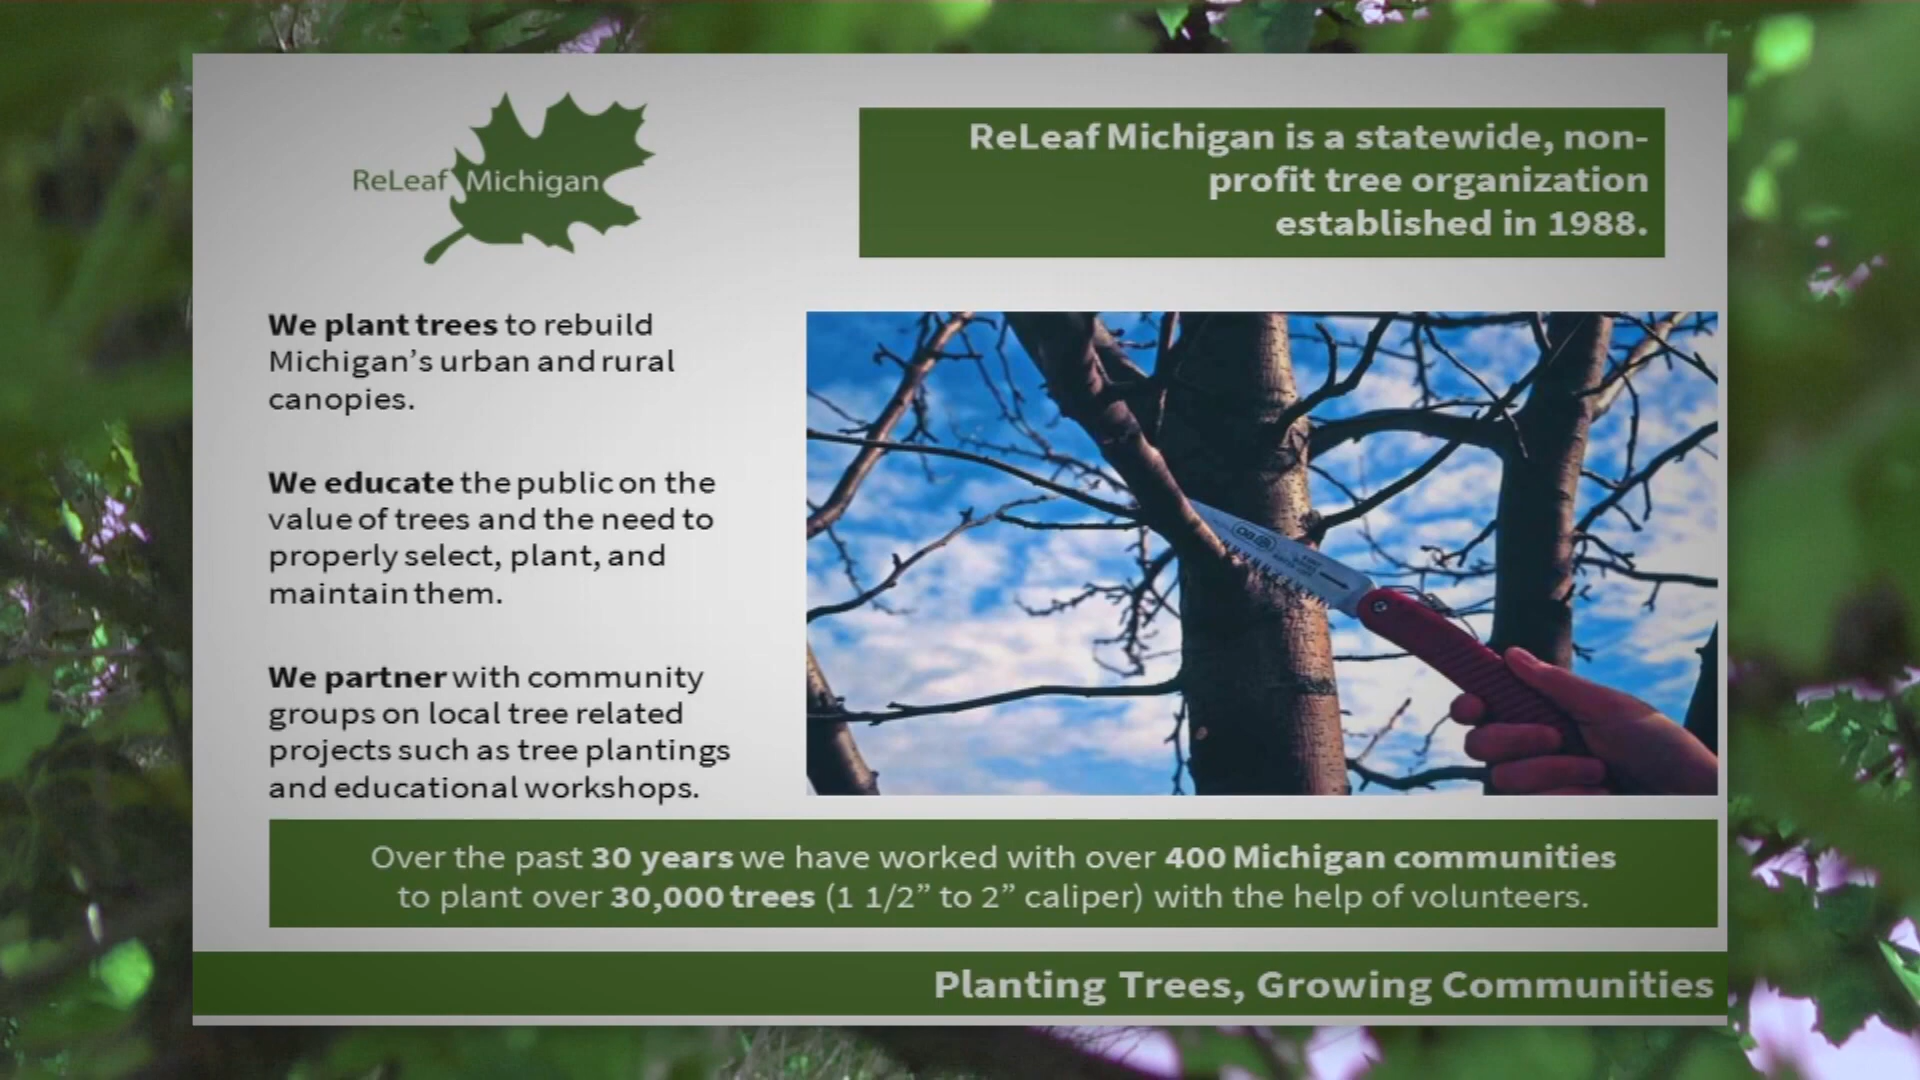 ReLeaf Michigan
ReLeaf Michigan is a statewide, non-
profit tree organization
established in 1988.
We plant trees to rebuild
Michigan’s urban and rural
canopies.
We educate the public on the
value of trees and the need to
properly select, plant, and
maintain them.
We partner with community
groups on local tree related
projects such as tree plantings
and educational workshops.
Over the past 30 years we have worked with over 400 Michigan communities
to plant over 30,000 trees (1 1/2” to 2” caliper) with the help of volunteers.
Planting Trees, Growing Communities